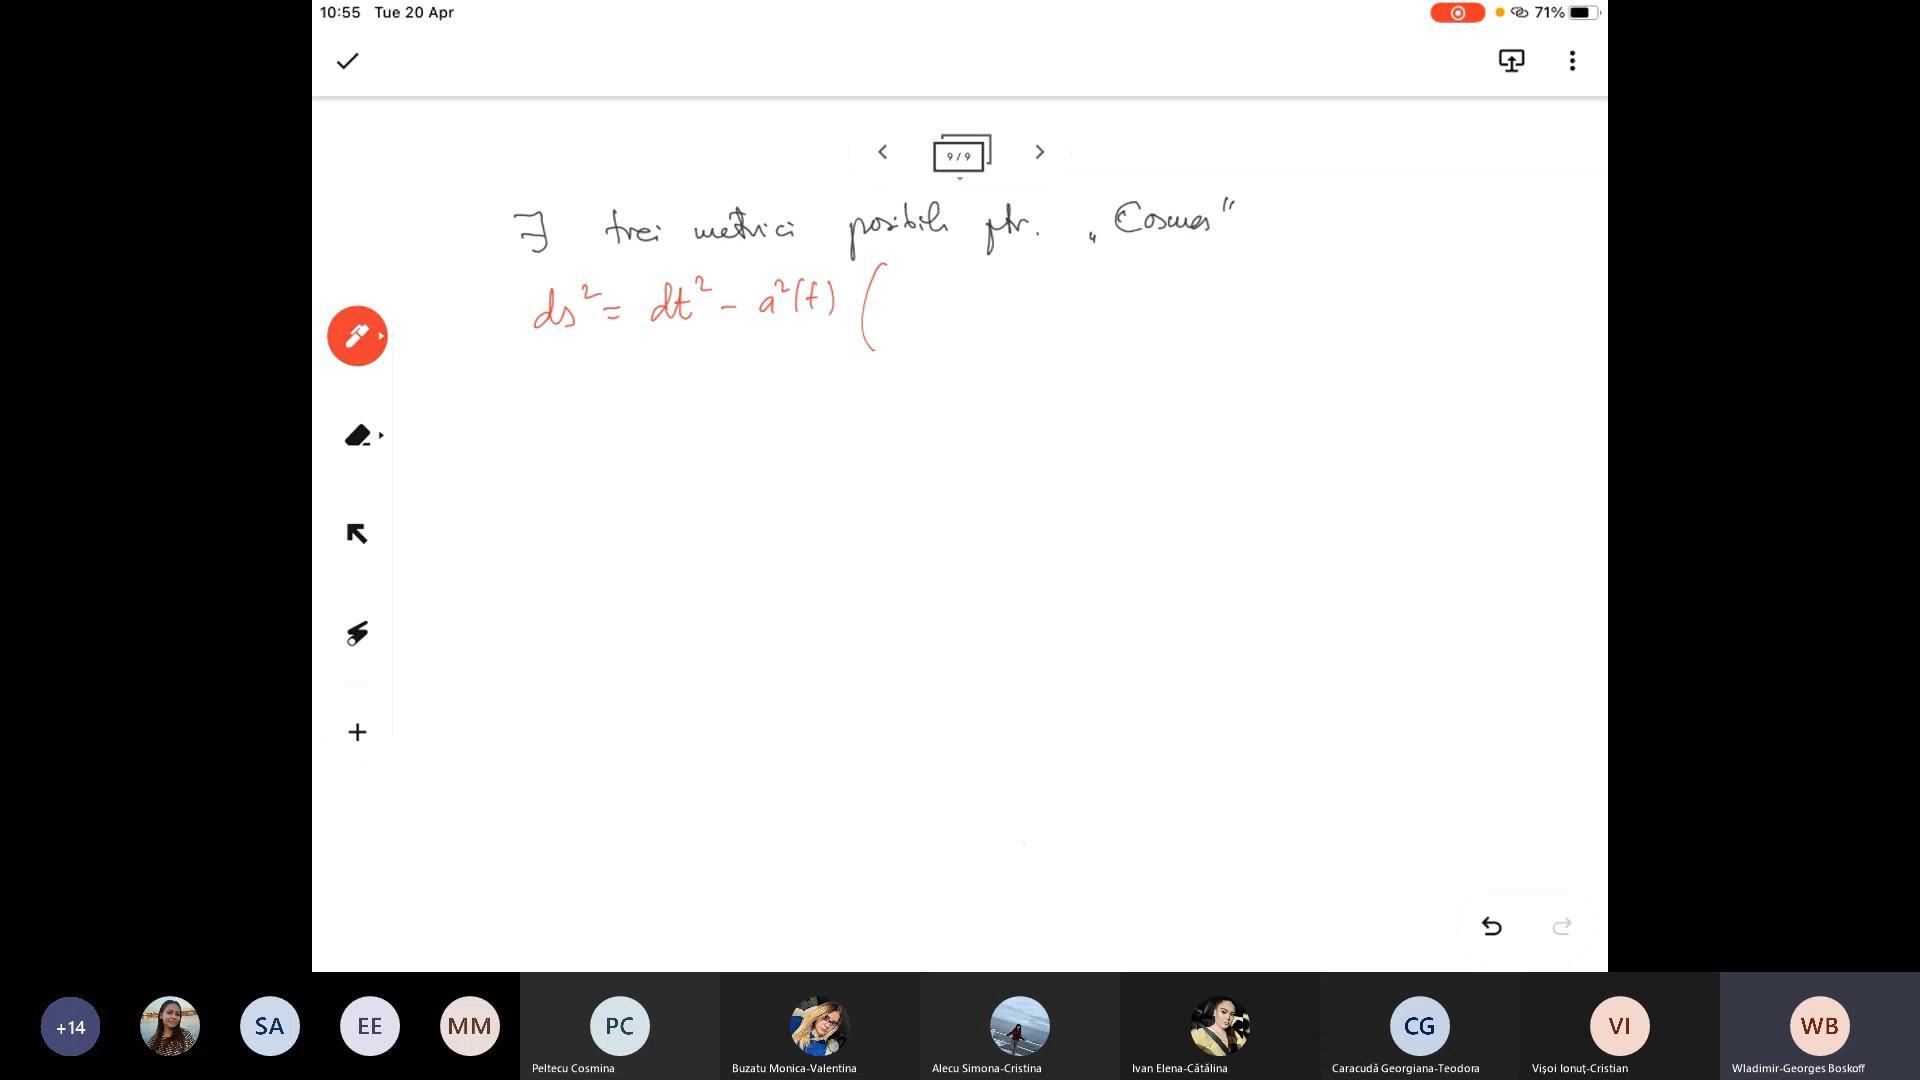 10:55 Tue 20 Apr 71%
9/9
∃ trei metrici posibile ptr. „Cosmos"
ds² = dt² - a²(t) (
+14 SA EE MM PC CG VI WB
Peltecu Cosmina Buzatu Monica-Valentina Alecu Simona-Cristina Ivan Elena-Cătălina Caracudă Georgiana-Teodora Vișoi Ionuț-Cristian Wladimir-Georges Boskoff